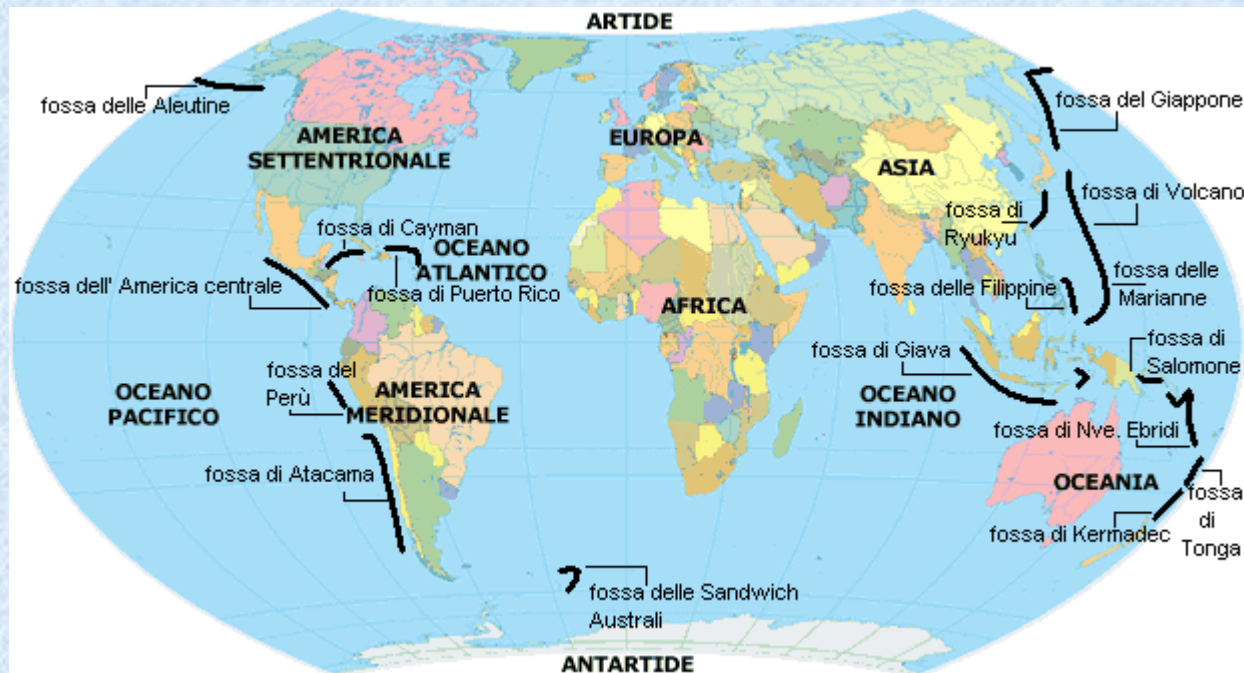 ARTIDE
fossa delle Aleutine
fossa del Giappone
AMERICA
SETTENTRIONALE
EUROPA
ASIA
fossa di Volcano
fossa di
Ryukyu
fossa di Cayman
OCEANO
ATLANTICO
fossa dell' America centrale
fossa di Puerto Rico
AFRICA
fossa delle Filippine
fossa delle
Marianne
fossa di Giava
fossa di
Salomone
fossa del
Perù
OCEANO
PACIFICO
AMERICA
MERIDIONALE
OCEANO
INDIANO
fossa di Nve. Ebridi
fossa di Atacama
OCEANIA
fossa
di
Tonga
fossa di Kermadec
fossa delle Sandwich
Australi
ANTARTIDE